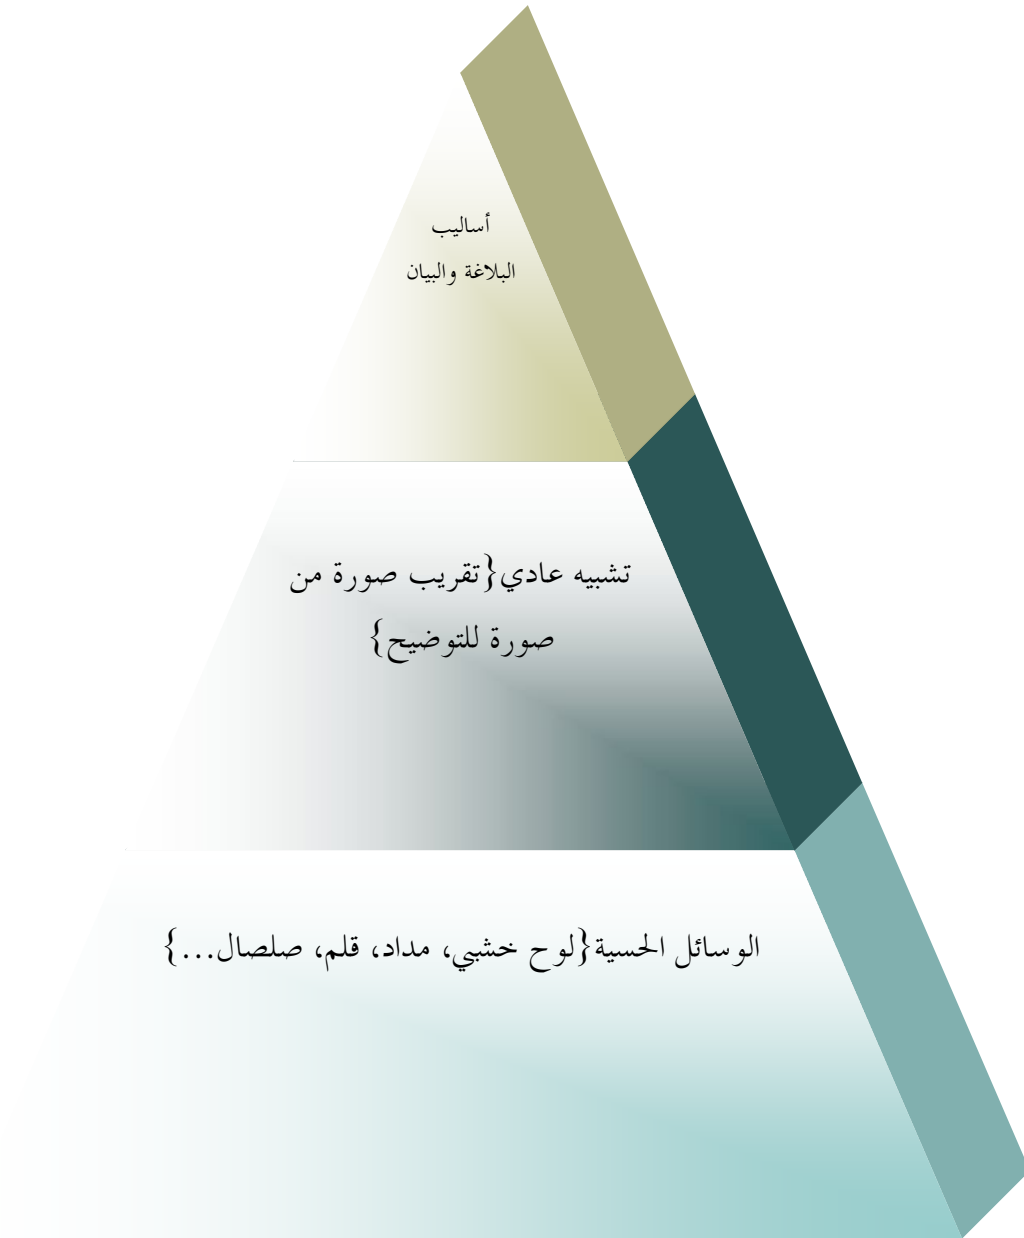 أساليب
البلاغة والبيان
تشبيه عادي{تقريب صورة من
صورة للتوضيح}
الوسائل الحسية{لوح خشبي، مداد، قلم، صلصال...}